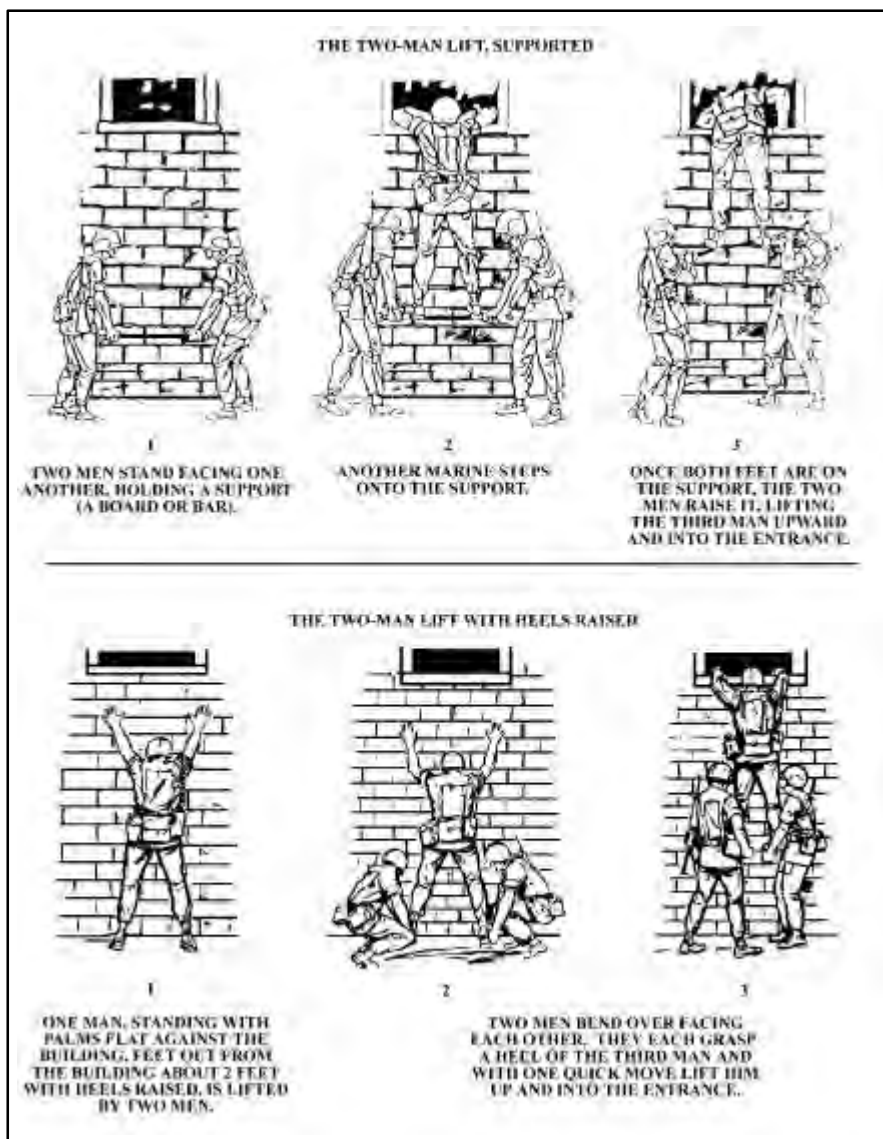 THE TWO-MAN LIFT, SUPPORTED
1
TWO MEN STAND FACING ONE
ANOTHER, HOLDING A SUPPORT
(A BOARD OR BAR).
2
ANOTHER MARINE STEPS
ONTO THE SUPPORT.
3
ONCE BOTH FEET ARE ON
THE SUPPORT, THE TWO
MEN RAISE IT, LIFTING
THE THIRD MAN UPWARD
AND INTO THE ENTRANCE.
THE TWO-MAN LIFT WITH HEELS RAISED
1
ONE MAN, STANDING WITH
PALMS FLAT AGAINST THE
BUILDING, FEET OUT FROM
THE BUILDING ABOUT 2 FEET
WITH HEELS RAISED, IS LIFTED
BY TWO MEN.
2
3
TWO MEN BEND OVER FACING
EACH OTHER. THEY EACH GRASP
A HEEL OF THE THIRD MAN AND
WITH ONE QUICK MOVE LIFT HIM
UP AND INTO THE ENTRANCE.